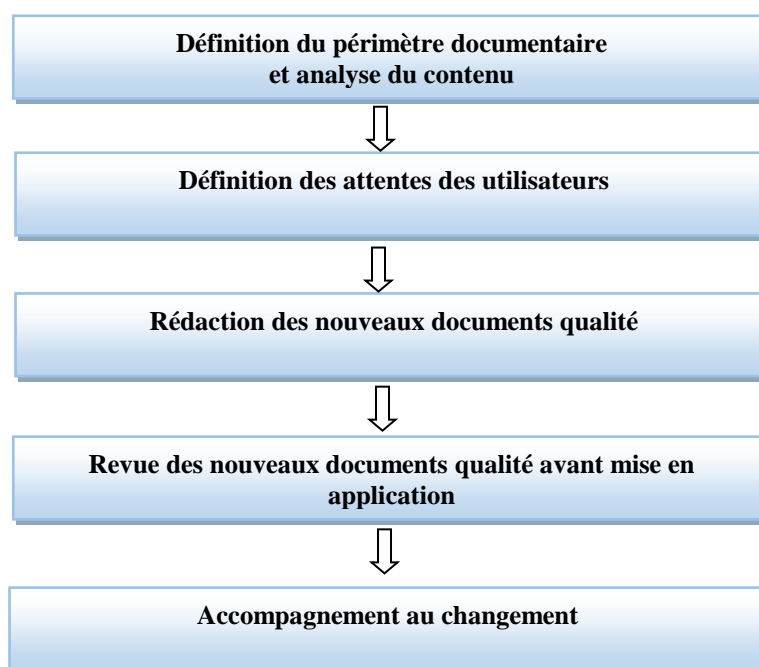 Définition du périmètre documentaire
et analyse du contenu
Définition des attentes des utilisateurs
Rédaction des nouveaux documents qualité
Revue des nouveaux documents qualité avant mise en
application
Accompagnement au changement